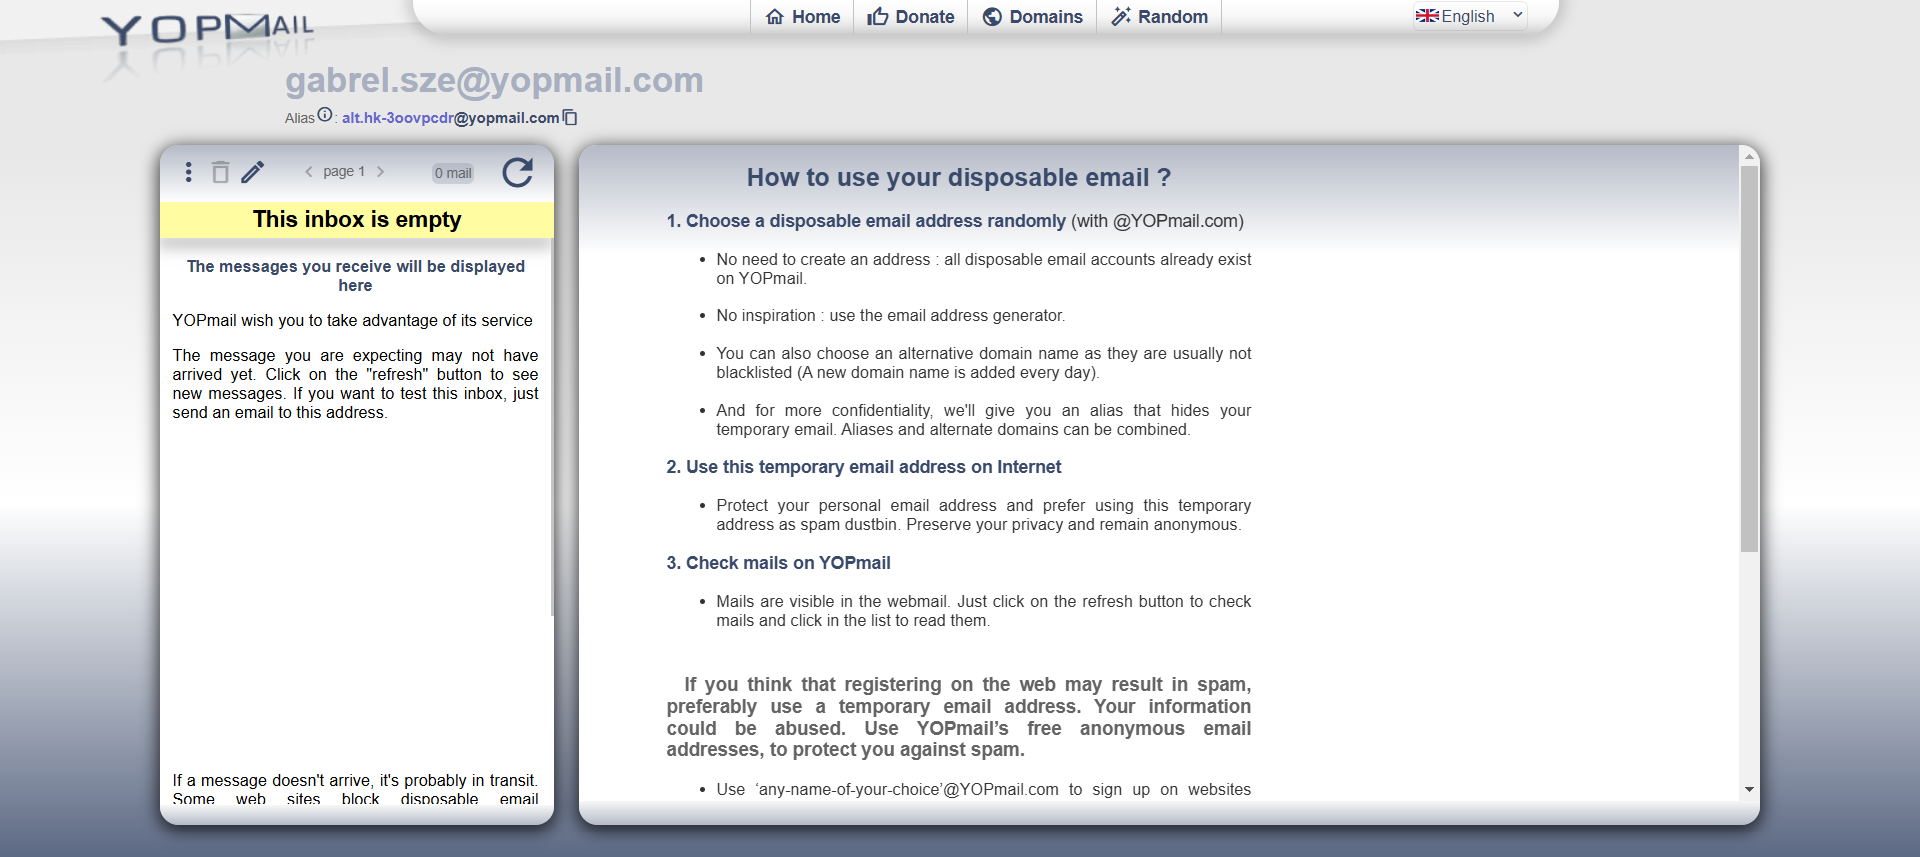 YOPMAIL
Home
Donate
Domains
Random
English
gabrel.sze@yopmail.com
Alias : alt.hk-3oovpcdr@yopmail.com
page 1
0 mail
This inbox is empty
The messages you receive will be displayed
here
YOPmail wish you to take advantage of its service
The message you are expecting may not have
arrived yet. Click on the "refresh" button to see
new messages. If you want to test this inbox, just
send an email to this address.
If a message doesn't arrive, it's probably in transit.
Some web sites block disposable email
How to use your disposable email ?
1. Choose a disposable email address randomly (with @YOPmail.com)
• No need to create an address : all disposable email accounts already exist
on YOPmail.
• No inspiration : use the email address generator.
• You can also choose an alternative domain name as they are usually not
blacklisted (A new domain name is added every day).
• And for more confidentiality, we'll give you an alias that hides your
temporary email. Aliases and alternate domains can be combined.
2. Use this temporary email address on Internet
• Protect your personal email address and prefer using this temporary
address as spam dustbin. Preserve your privacy and remain anonymous.
3. Check mails on YOPmail
• Mails are visible in the webmail. Just click on the refresh button to check
mails and click in the list to read them.
If you think that registering on the web may result in spam,
preferably use a temporary email address. Your information
could be abused. Use YOPmail’s free anonymous email
addresses, to protect you against spam.
• Use ‘any-name-of-your-choice’@YOPmail.com to sign up on websites